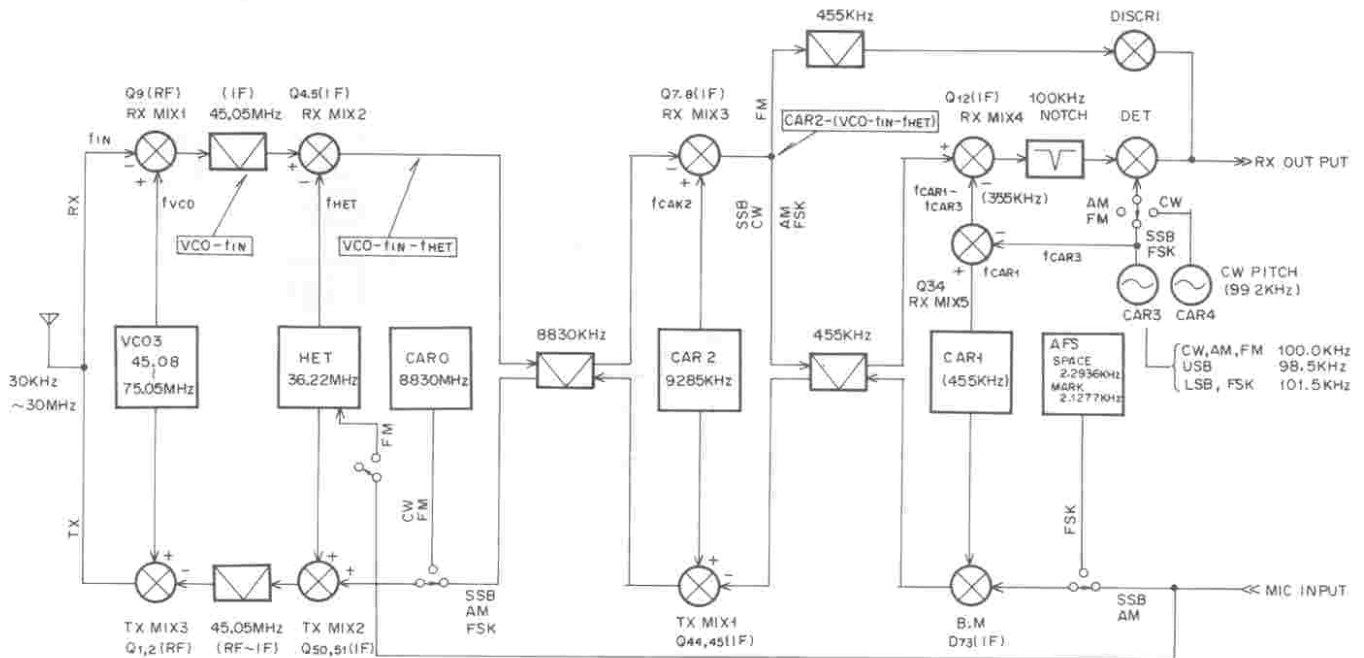 455KHz
DISCRI
Q9(RF)
RX MIX1
(IF)
45.05MHz
Q4.5(IF)
RX MIX2
Q7.8(IF)
RX MIX3
FM
CAR2-(VCO-fIN-fHET)
Q12(IF)
RX MIX4
100KHz
NOTCH
DET
fIN
RX
fVCO
fHET
VCO-fIN
VCO-fIN-fHET
fCAK2
SSB
CW
AM
FSK
fCAR1-
fCAR3
(355KHz)
RX OUT PUT
AM
FM
CW
SSB
FSK
fCAR3
fCAR1
Q34
RX MIX5
CW PITCH
(99.2KHz)
CAR3
CAR4
30KHz
~30MHz
VCO3
45.08
~
75.05MHz
HET
36.22MHz
CAR0
8830MHz
8830KHz
CAR 2
9285KHz
455KHz
CAR1
(455KHz)
AFS
SPACE
2.2936KHz
MARK
2.1277KHz
CW,AM,FM 100.0KHz
USB 98.5KHz
LSB, FSK 101.5KHz
TX
FM
CW
FM
FSK
SSB
AM
FSK
SSB
AM
MIC INPUT
TX MIX3
Q1,2(RF)
45.05MHz
(RF~IF)
TX MIX2
Q50,51(IF)
TX MIX1
Q44,45(IF)
B.M
D73(IF)